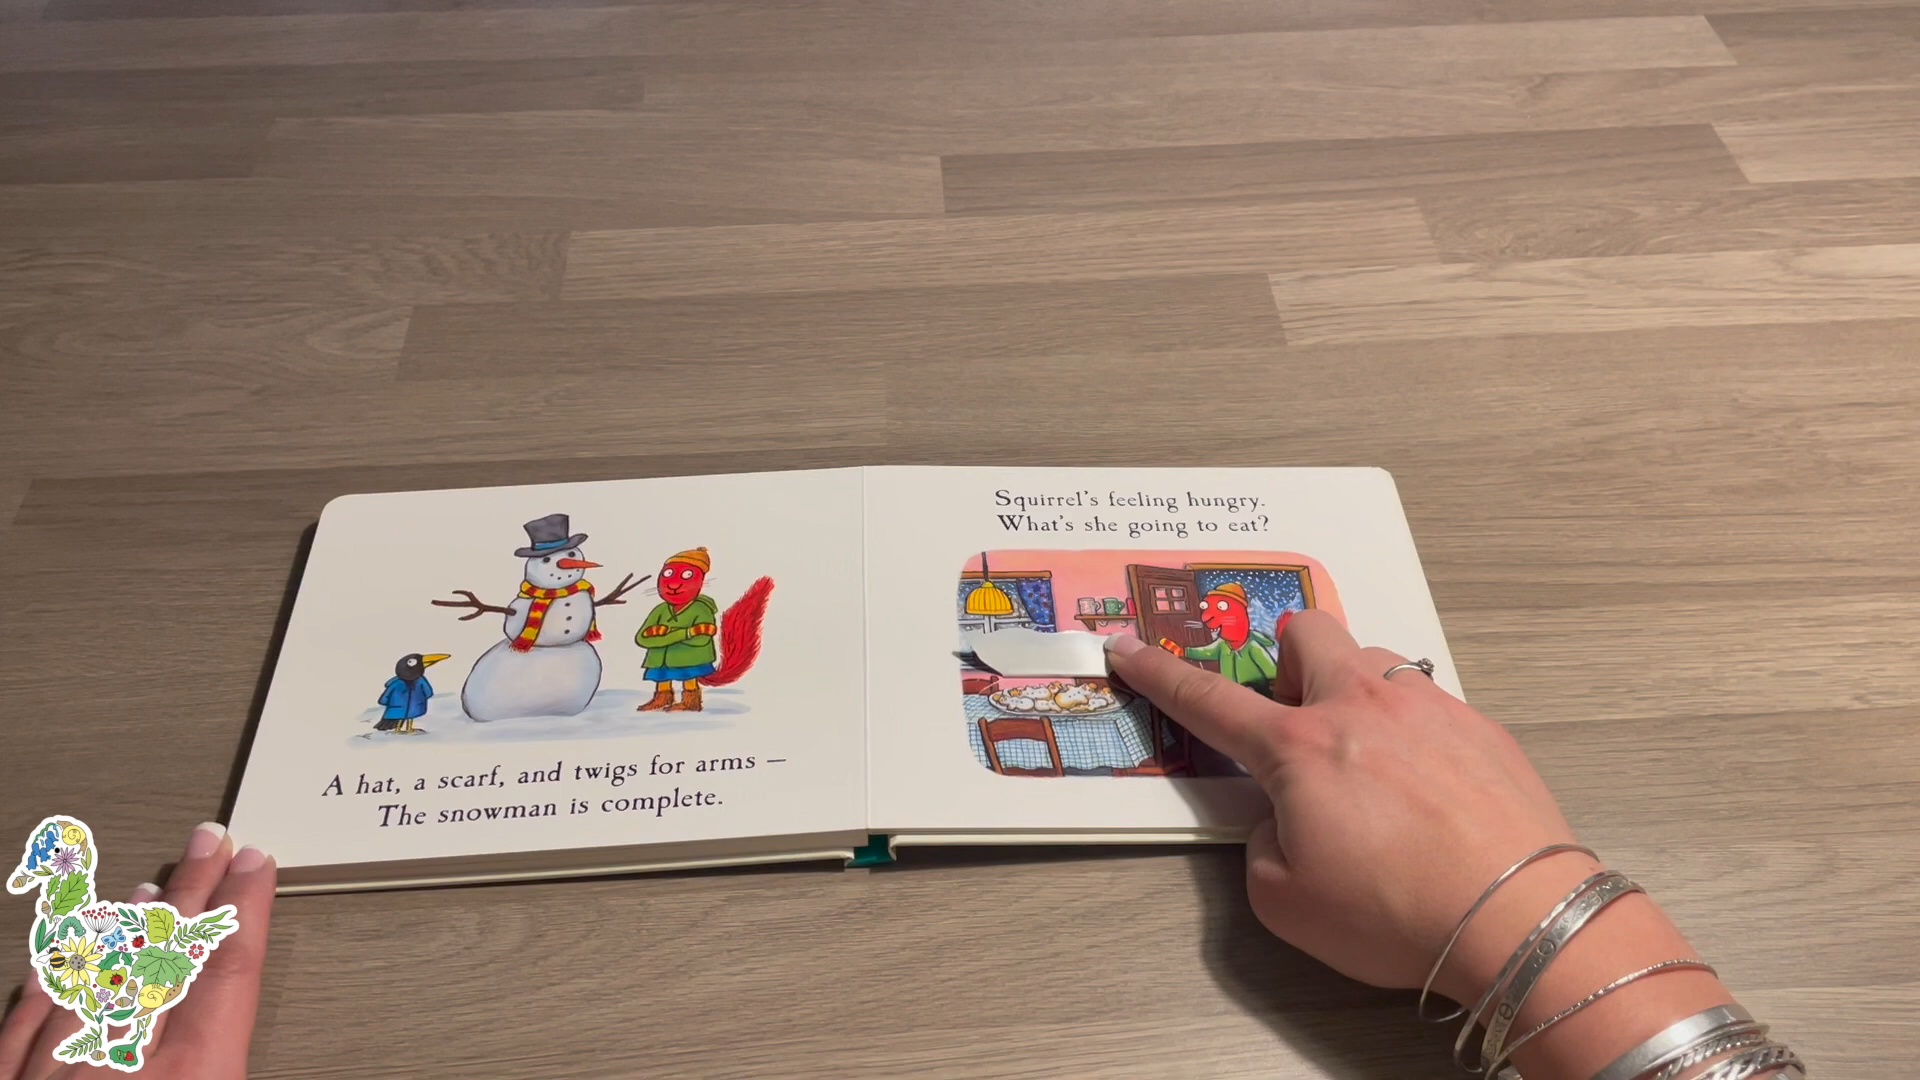 A hat, a scarf, and twigs for arms –
The snowman is complete.
Squirrel's feeling hungry.
What's she going to eat?